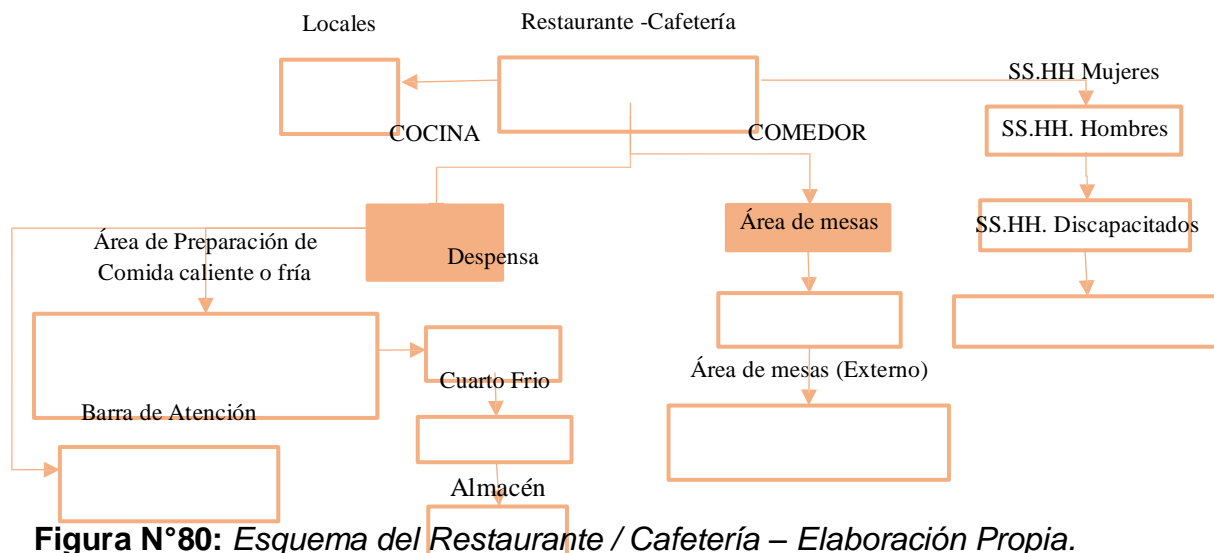 Locales
Restaurante -Cafetería
SS.HH Mujeres
COCINA
COMEDOR
SS.HH. Hombres
Área de mesas
SS.HH. Discapacitados
Área de Preparación de
Comida caliente o fría
Despensa
Área de mesas (Externo)
Cuarto Frio
Barra de Atención
Almacén
Figura N°80: Esquema del Restaurante / Cafetería – Elaboración Propia.